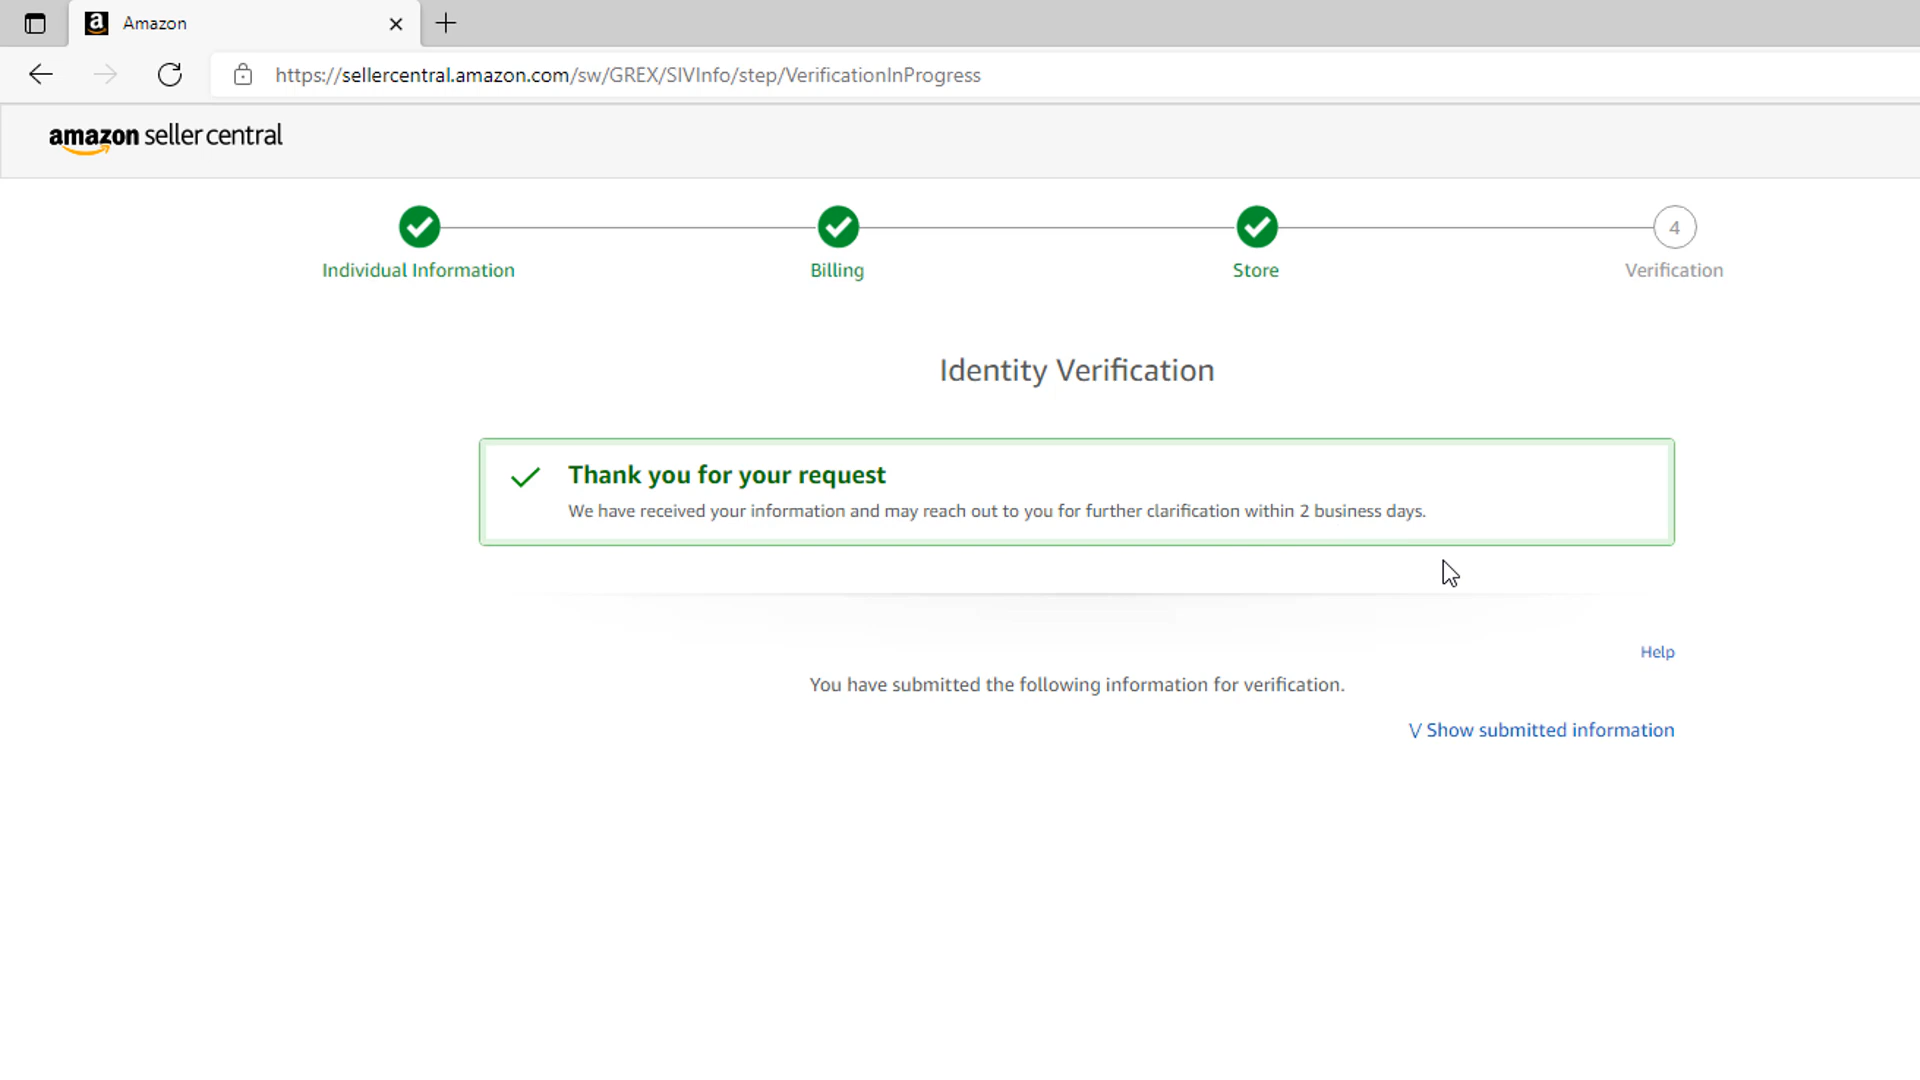 Amazon
https://sellercentral.amazon.com/sw/GREX/SIVInfo/step/VerificationInProgress
amazon seller central
4
Individual Information
Billing
Store
Verification
Identity Verification
Thank you for your request
We have received your information and may reach out to you for further clarification within 2 business days.
Help
You have submitted the following information for verification.
V Show submitted information